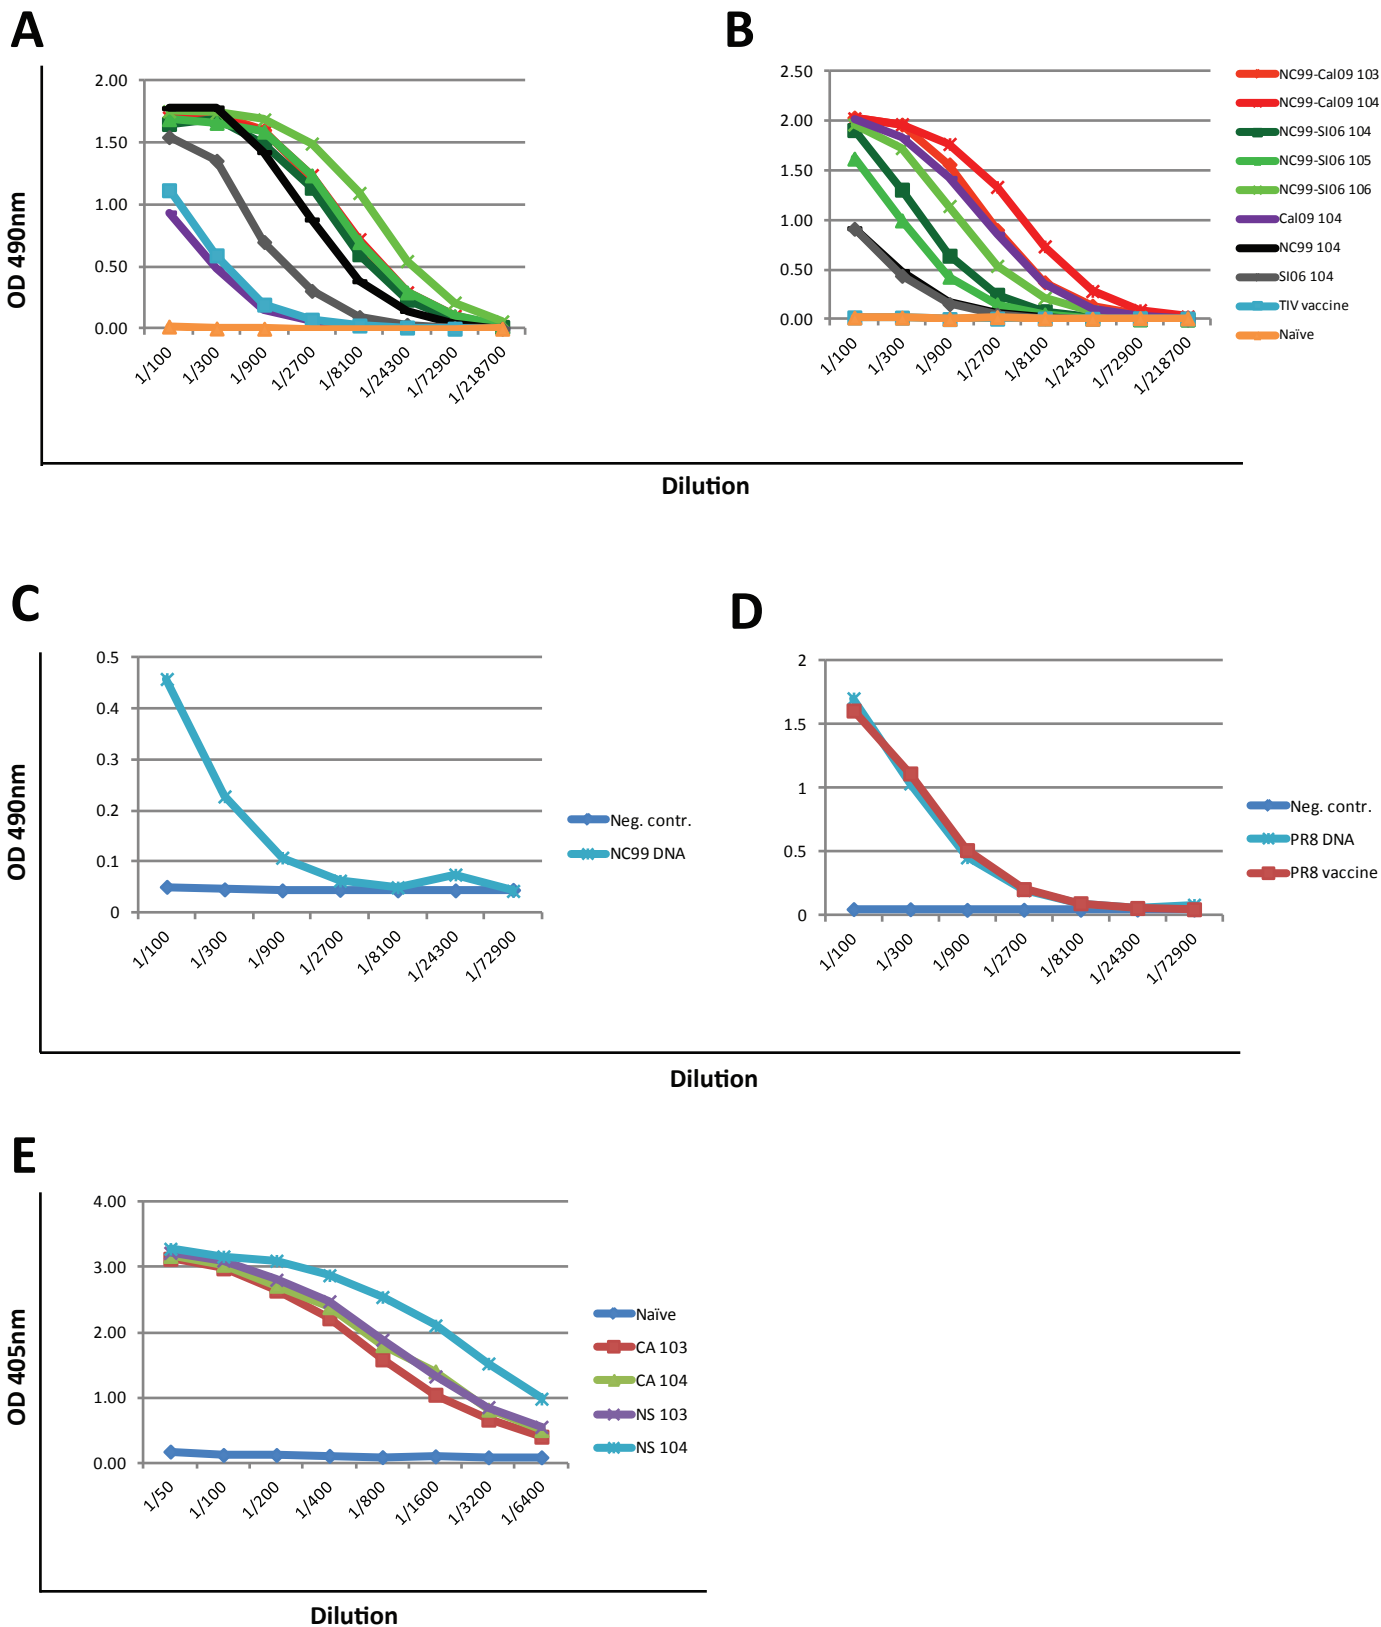 A
OD 490nm
2.00
1.50
1.00
0.50
0.00
1/100
1/300
1/900
1/2700
1/8100
1/24300
1/72900
1/218700
B
2.50
2.00
1.50
1.00
0.50
0.00
1/100
1/300
1/900
1/2700
1/8100
1/24300
1/72900
1/218700
NC99-Cal09 103
NC99-Cal09 104
NC99-SI06 104
NC99-SI06 105
NC99-SI06 106
Cal09 104
NC99 104
SI06 104
TIV vaccine
Naïve
Dilution
C
OD 490nm
0.5
0.4
0.3
0.2
0.1
0
1/100
1/300
1/900
1/2700
1/8100
1/24300
1/72900
Neg. contr.
NC99 DNA
D
2
1.5
1
0.5
0
1/100
1/300
1/900
1/2700
1/8100
1/24300
1/72900
Neg. contr.
PR8 DNA
PR8 vaccine
Dilution
E
OD 405nm
4.00
3.00
2.00
1.00
0.00
1/50
1/100
1/200
1/400
1/800
1/1600
1/3200
1/6400
Naïve
CA 103
CA 104
NS 103
NS 104
Dilution